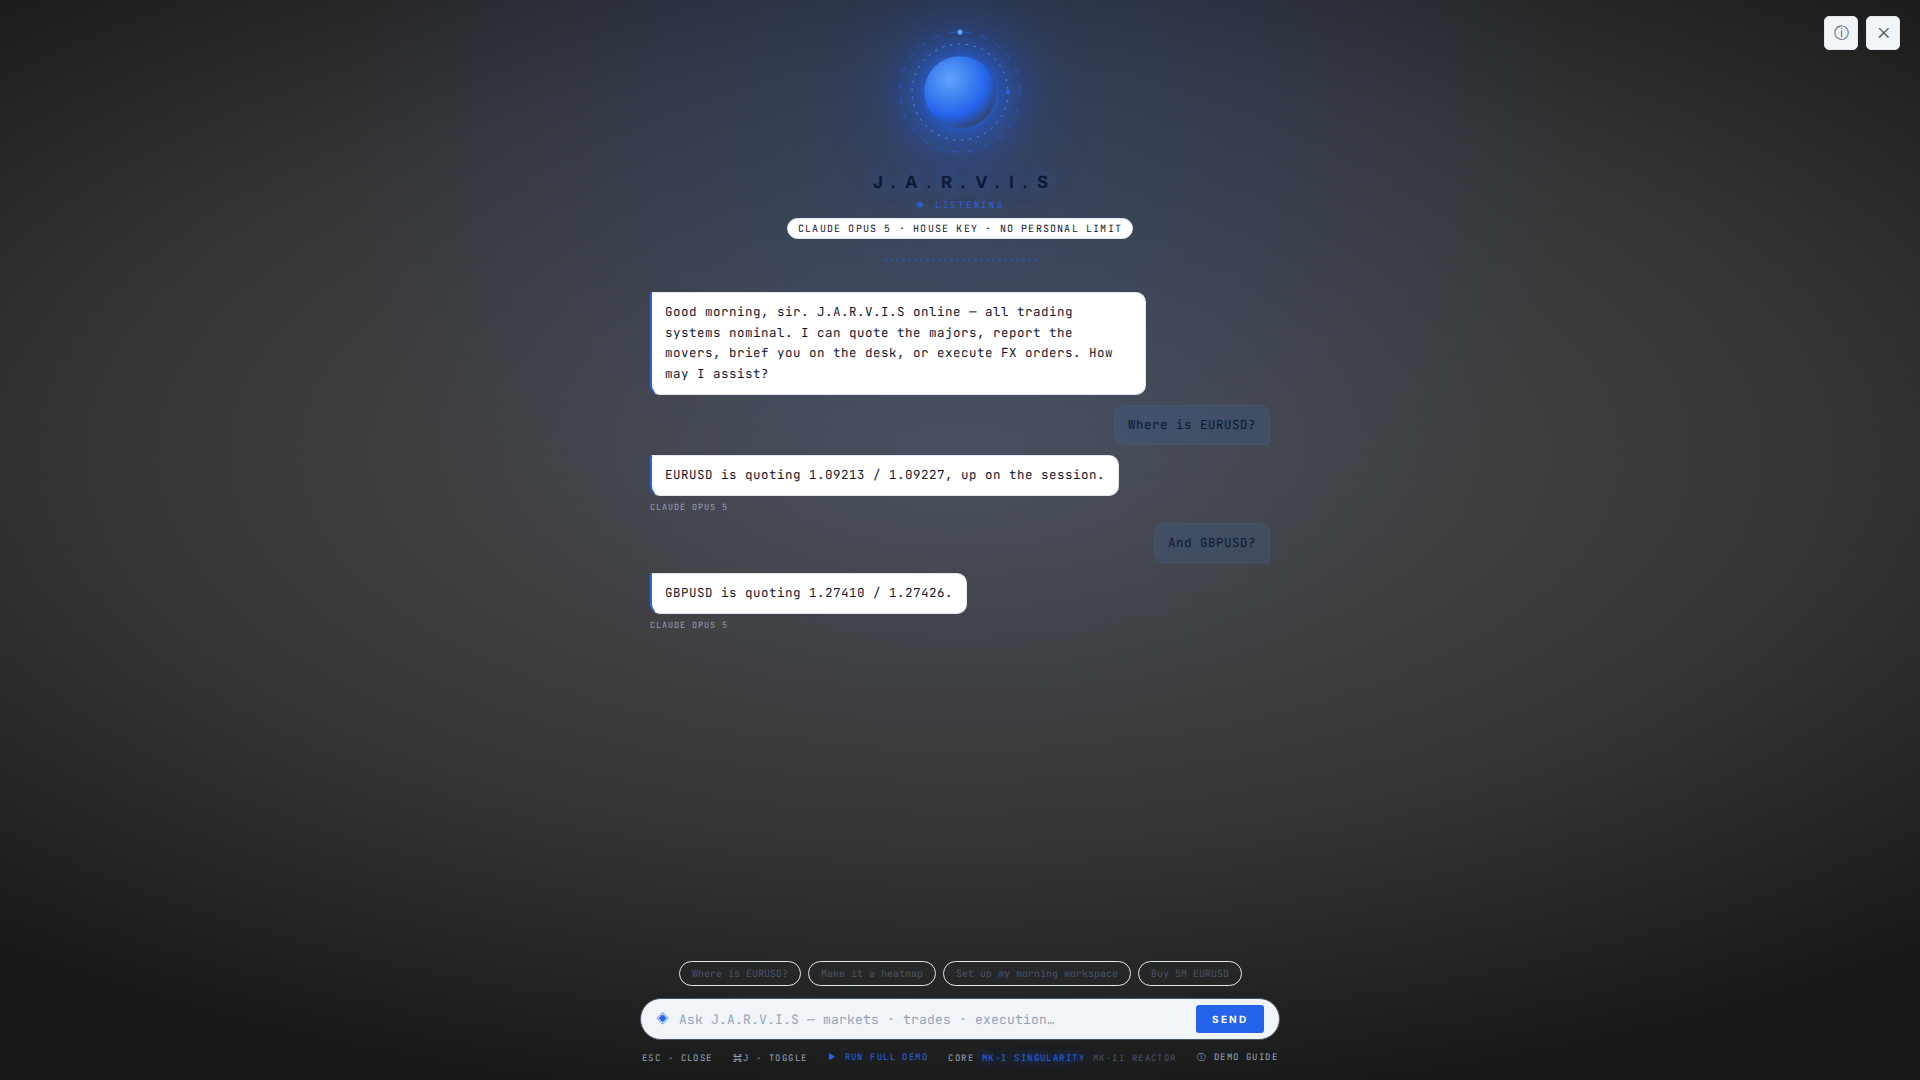 J.A.R.V.I.S
◈ LISTENING
CLAUDE OPUS 5 · HOUSE KEY · NO PERSONAL LIMIT
Good morning, sir. J.A.R.V.I.S online — all trading
systems nominal. I can quote the majors, report the
movers, brief you on the desk, or execute FX orders. How
may I assist?
Where is EURUSD?
EURUSD is quoting 1.09213 / 1.09227, up on the session.
CLAUDE OPUS 5
And GBPUSD?
GBPUSD is quoting 1.27410 / 1.27426.
CLAUDE OPUS 5
Where is EURUSD?
Make it a heatmap
Set up my morning workspace
Buy 5M EURUSD
Ask J.A.R.V.I.S — markets · trades · execution…
SEND
ESC · CLOSE
⌘J · TOGGLE
▶ RUN FULL DEMO
CORE MK-I SINGULARITY MK-II REACTOR
ⓘ DEMO GUIDE